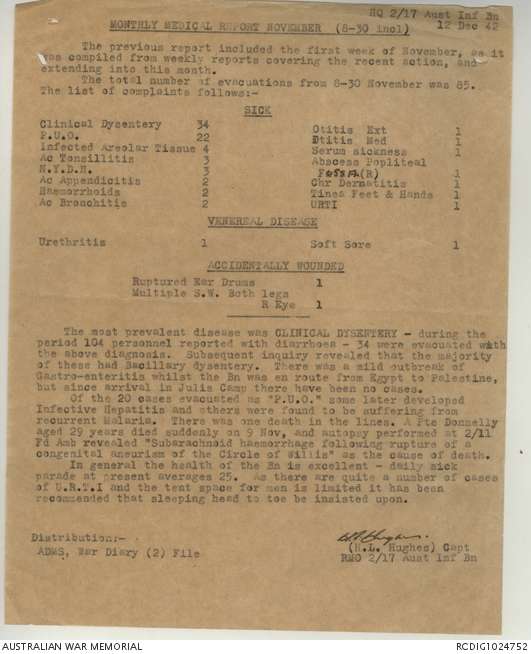 HQ 2/17 Aust Inf Bn
MONTHLY MEDICAL REPORT NOVEMBER (8-30 incl) 12 Dec 42
The previous report included the first week of November, as it
was compiled from weekly reports covering the recent action, and
extending into this month.
The total number of evacuations from 8-30 November was 85.
The list of complaints follows:-
SICK
Clinical Dysentery 34
P.U.O. 22
Infected Areolar Tissue 4
Ac Tonsillitis 3
N.Y.D.H. 3
Ac Appendicitis 2
Haemorrhoids 2
Ac Bronchitis 2
Otitis Ext 1
Otitis Med 1
Serum sickness 1
Abscess Popliteal
Fossa(R) 1
Chr Dermatitis 1
Tinea Feet & Hands 1
URTI 1
VENEREAL DISEASE
Urethritis 1 Soft Sore 1
ACCIDENTALLY WOUNDED
Ruptured Ear Drums 1
Multiple S.W. Both legs
R Eye 1
The most prevalent disease was CLINICAL DYSENTERY - during the
period 104 personnel reported with diarrhoea - 34 were evacuated with
the above diagnosis. Subsequent inquiry revealed that the majority
of these had Bacillary dysentery. There was a mild outbreak of
Gastro-enteritis whilst the Bn was en route from Egypt to Palestine,
but since arrival in Julis Camp there have been no cases.
Of the 20 cases evacuated as "P.U.O." some later developed
Infective Hepatitis and others were found to be suffering from
recurrent Malaria. There was one death in the lines. A Pte Donnelly
aged 29 years died suddenly on 9 Nov, and autopsy performed at 2/11
Fd Amb revealed "Subarachnoid haemorrhage following rupture of a
congenital aneurism of the Circle of Willis" as the cause of death.
In general the health of the Bn is excellent - daily sick
parade at present averages 25. As there are quite a number of cases
of U.R.T.I and the tent space for men is limited it has been
recommended that sleeping head to toe be insisted upon.
Distribution:-
ADMS, War Diary (2) File
HL Hughes.
(H.L. Hughes) Capt
RMO 2/17 Aust Inf Bn
AUSTRALIAN WAR MEMORIAL RCDIG1024752